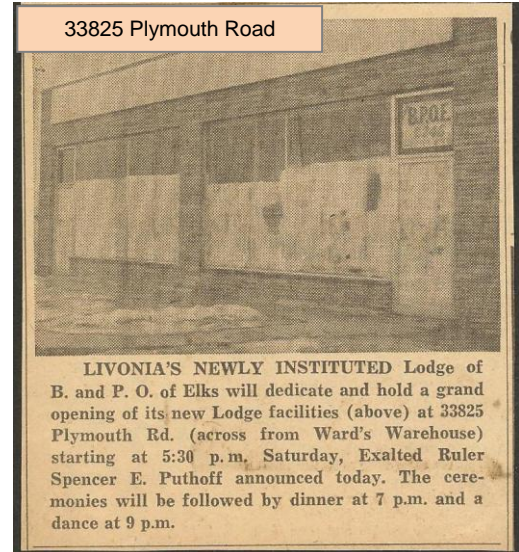 33825 Plymouth Road
B.P.O.E.
LIVONIA'S NEWLY INSTITUTED Lodge of
B. and P. O. of Elks will dedicate and hold a grand
opening of its new Lodge facilities (above) at 33825
Plymouth Rd. (across from Ward's Warehouse)
starting at 5:30 p. m. Saturday, Exalted Ruler
Spencer E. Puthoff announced today. The cere-
monies will be followed by dinner at 7 p.m. and a
dance at 9 p.m.